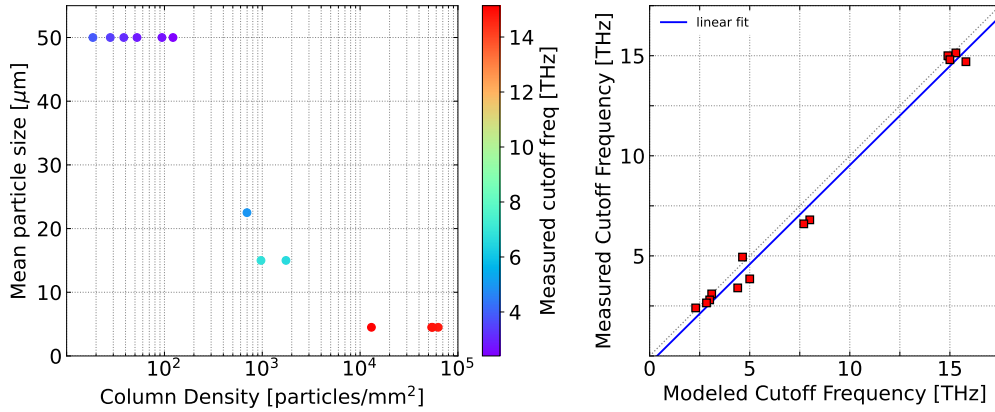 50
40
30
20
10
0
Mean particle size [μm]
10² 10³ 10⁴ 10⁵
Column Density [particles/mm²]
14
12
10
8
6
4
Measured cutoff freq [THz]
linear fit
15
10
5
Measured Cutoff Frequency [THz]
0 5 10 15
Modeled Cutoff Frequency [THz]